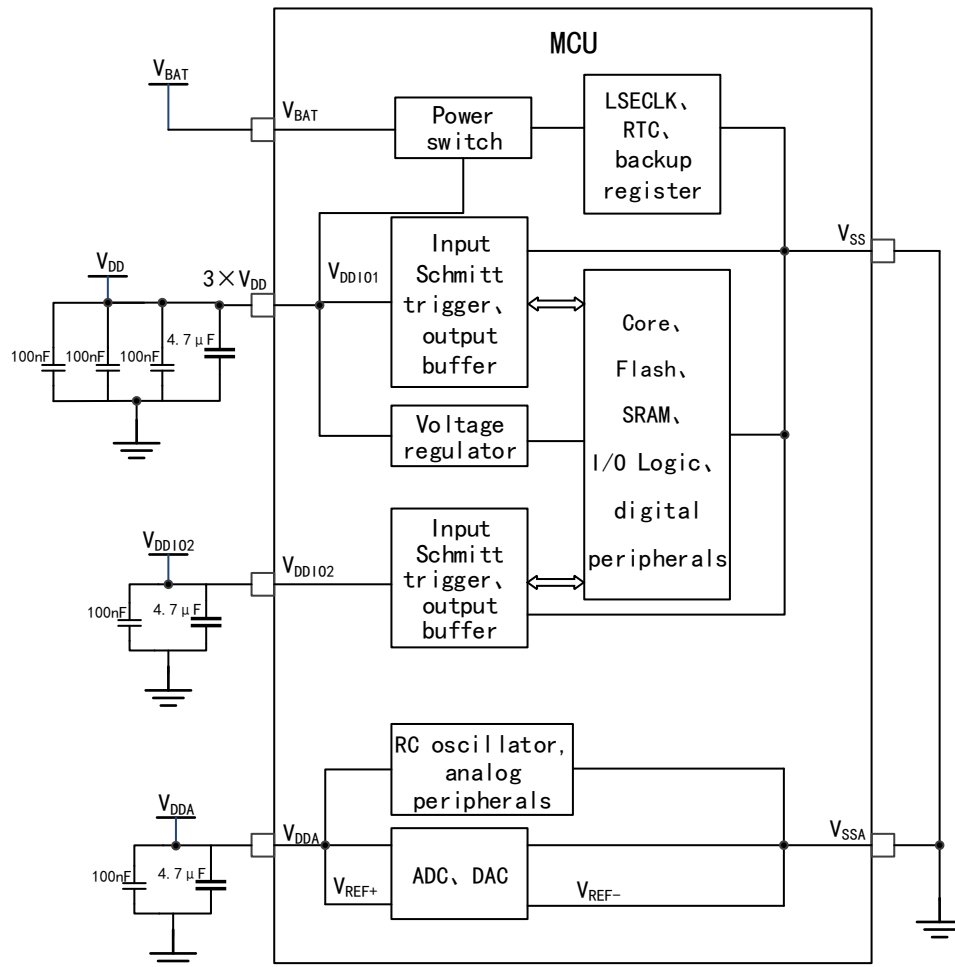 MCU
V_BAT
V_BAT
Power
switch
LSECLK、
RTC、
backup
register
V_SS
V_DD
3×V_DD
V_DDIO1
Input
Schmitt
trigger、
output
buffer
100nF
100nF
100nF
4.7μF
Core、
Flash、
SRAM、
I/O Logic、
digital
peripherals
Voltage
regulator
V_DDIO2
V_DDIO2
Input
Schmitt
trigger、
output
buffer
100nF
4.7μF
RC oscillator,
analog
peripherals
V_DDA
V_DDA
V_SSA
100nF
4.7μF
ADC、DAC
V_REF+
V_REF-